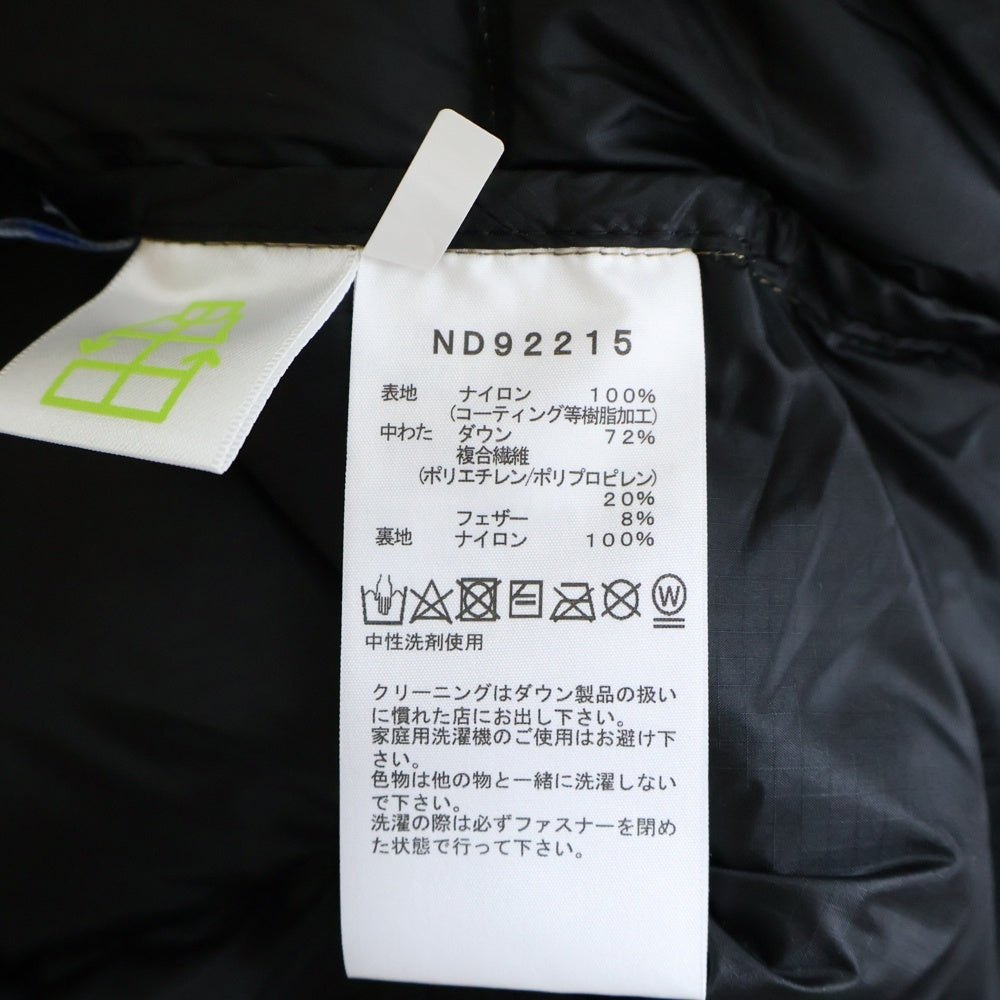 ND92215
表地 ナイロン 100%
(コーティング等樹脂加工)
中わた ダウン 72%
複合繊維
(ポリエチレン/ポリプロピレン)
20%
フェザー 8%
裏地 ナイロン 100%
W
中性洗剤使用
クリーニングはダウン製品の扱い
に慣れた店にお出し下さい。
家庭用洗濯機のご使用はお避け下
さい。
色物は他の物と一緒に洗濯しない
で下さい。
洗濯の際は必ずファスナーを閉め
た状態で行って下さい。